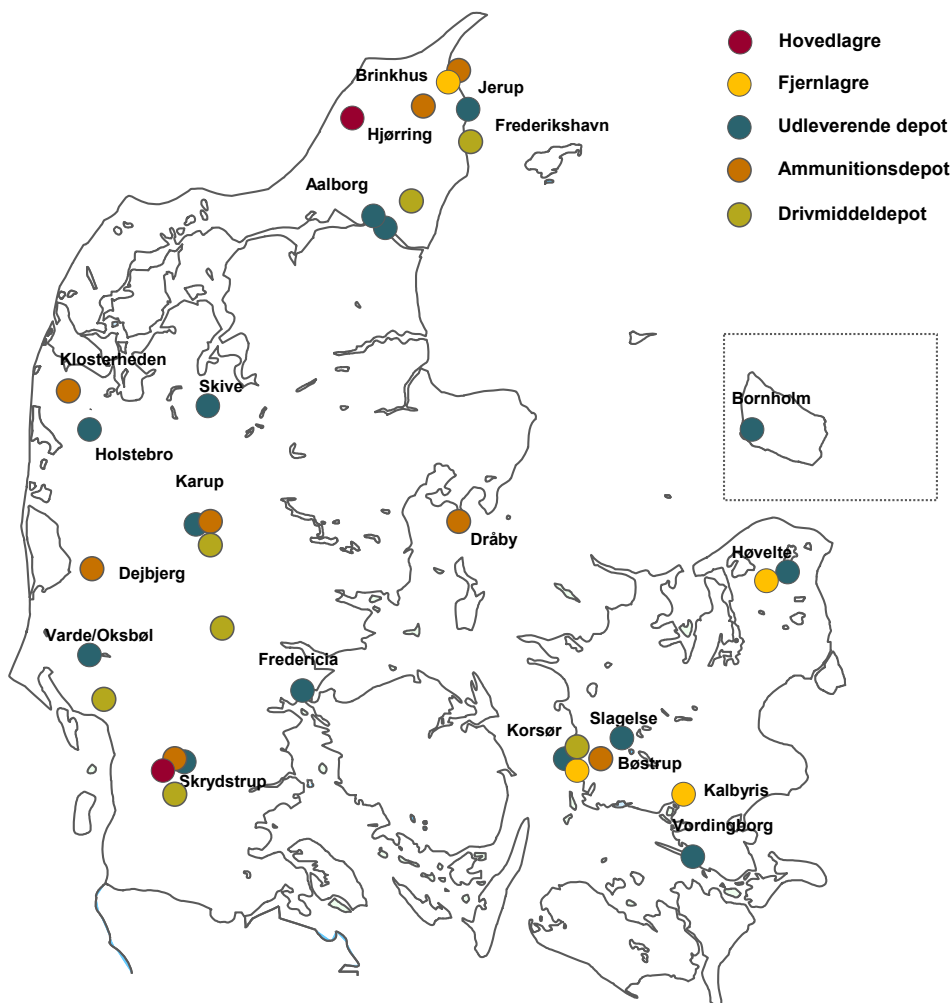 Hovedlagre
Fjernlagre
Udleverende depot
Ammunitionsdepot
Drivmiddeldepot
Brinkhus
Jerup
Hjørring
Frederikshavn
Aalborg
Klosterheden
Skive
Holstebro
Bornholm
Karup
Dråby
Dejbjerg
Høvelte
Varde/Oksbøl
Fredericia
Korsør
Slagelse
Bøstrup
Skrydstrup
Kalbyris
Vordingborg